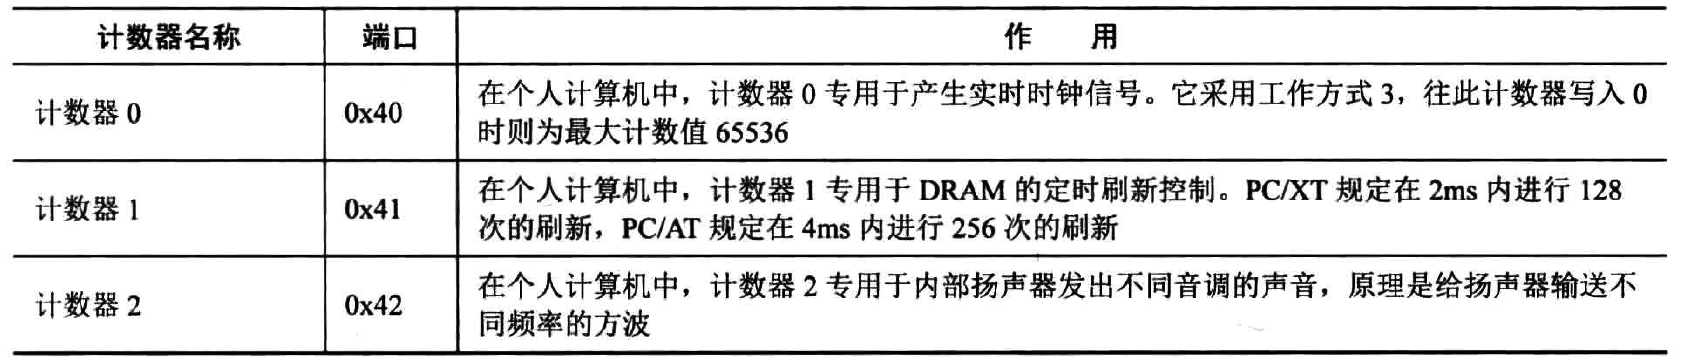 计数器名称 端口 作 用
计数器 0 0x40 在个人计算机中，计数器 0 专用于产生实时时钟信号。它采用工作方式 3，往此计数器写入 0
时则为最大计数值 65536
计数器 1 0x41 在个人计算机中，计数器 1 专用于 DRAM 的定时刷新控制。PC/XT 规定在 2ms 内进行 128
次的刷新，PC/AT 规定在 4ms 内进行 256 次的刷新
计数器 2 0x42 在个人计算机中，计数器 2 专用于内部扬声器发出不同音调的声音，原理是给扬声器输送不
同频率的方波